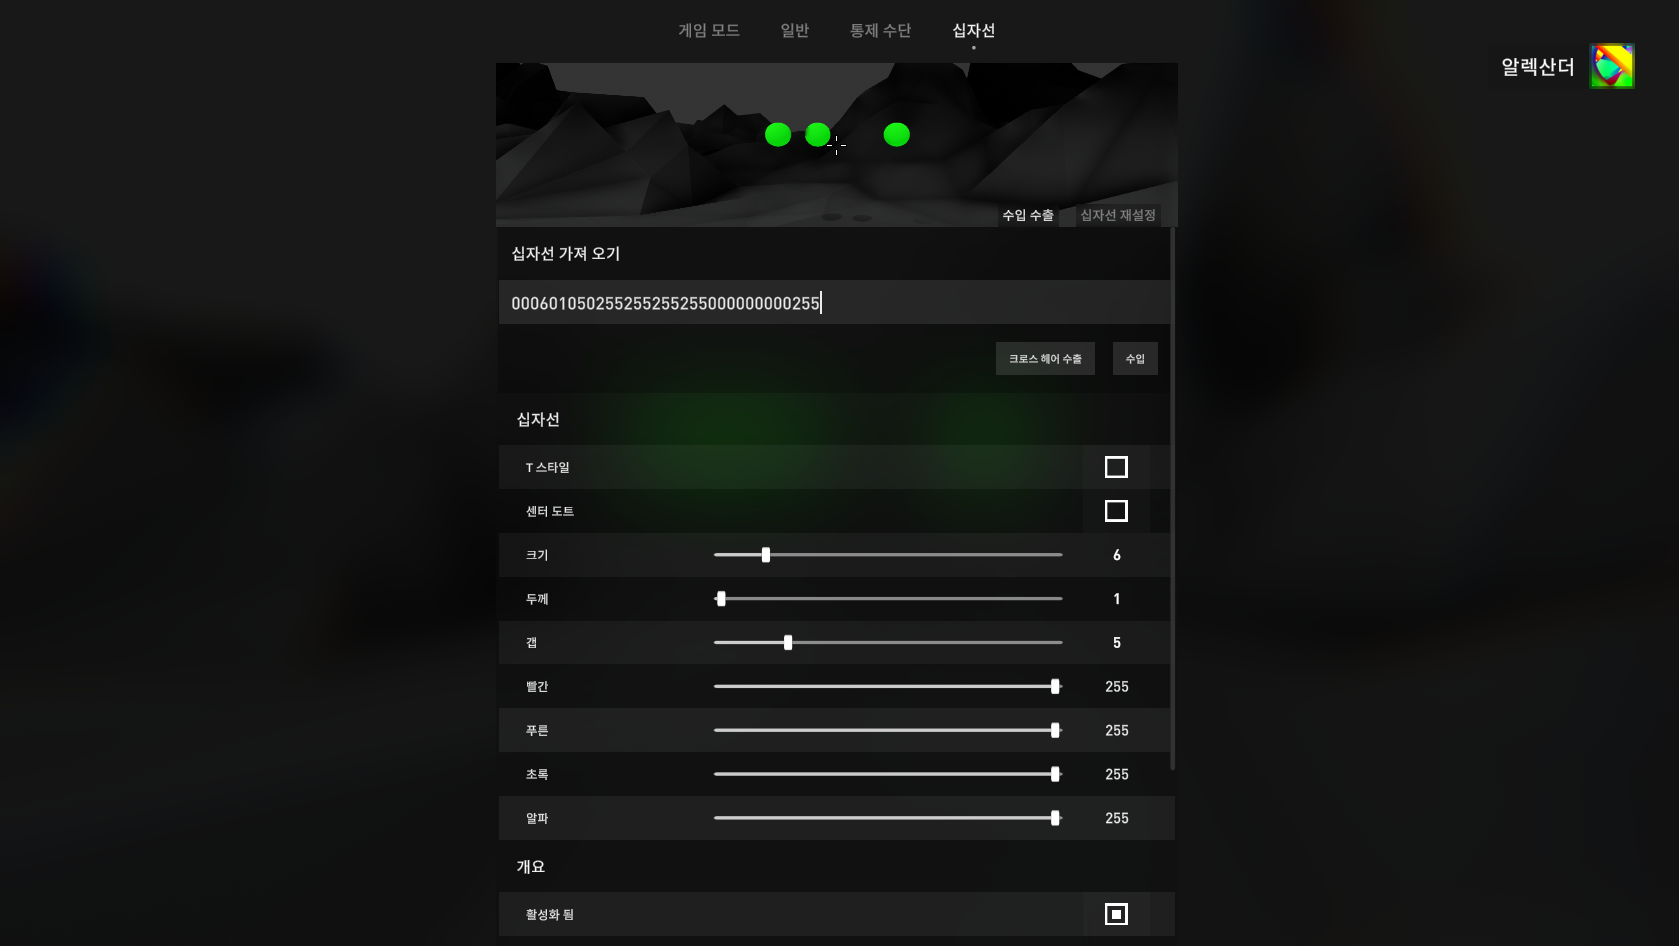 게임 모드 일반 통제 수단 십자선
알렉산더
수입 수출 십자선 재설정
십자선 가져 오기
0006010502552552552550000000000255
크로스 헤어 수출 수입
십자선
T 스타일
센터 도트
크기 6
두께 1
갭 5
빨간 255
푸른 255
초록 255
알파 255
개요
활성화 됨